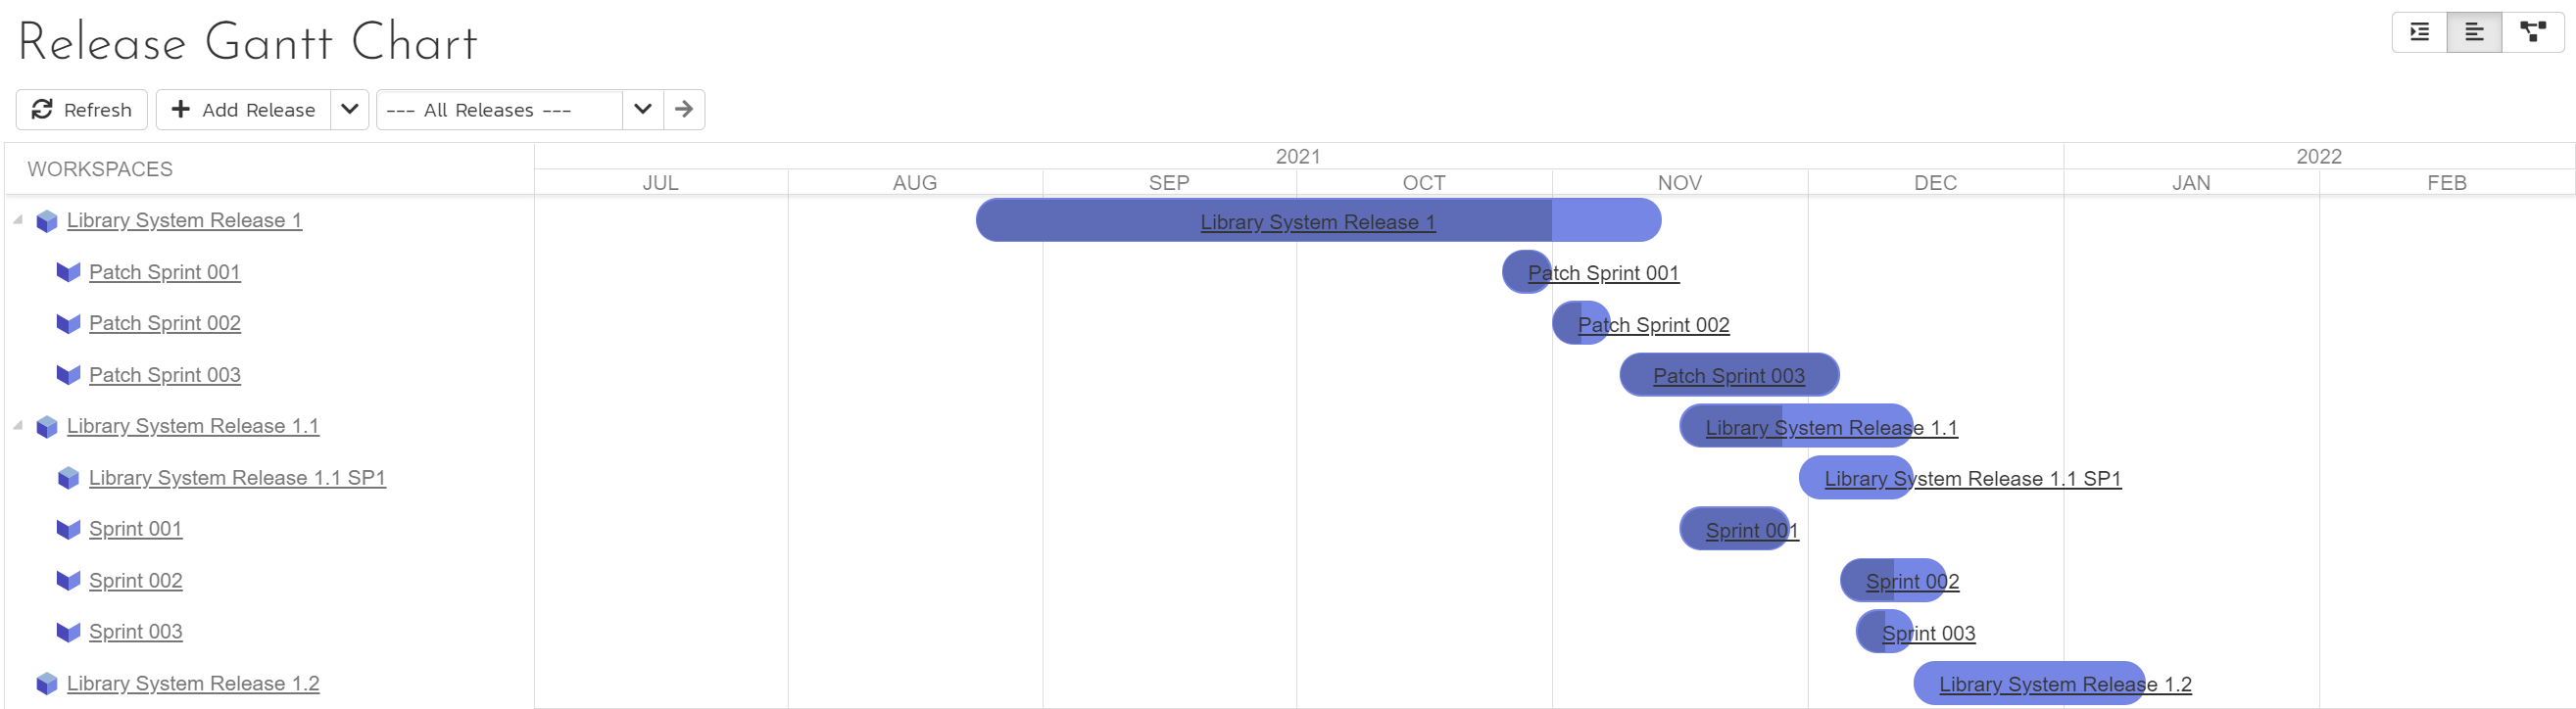 Release Gantt Chart
Refresh
Add Release
--- All Releases ---
WORKSPACES
2021
2022
JUL
AUG
SEP
OCT
NOV
DEC
JAN
FEB
Library System Release 1
Library System Release 1
Patch Sprint 001
Patch Sprint 001
Patch Sprint 002
Patch Sprint 002
Patch Sprint 003
Patch Sprint 003
Library System Release 1.1
Library System Release 1.1
Library System Release 1.1 SP1
Library System Release 1.1 SP1
Sprint 001
Sprint 001
Sprint 002
Sprint 002
Sprint 003
Sprint 003
Library System Release 1.2
Library System Release 1.2